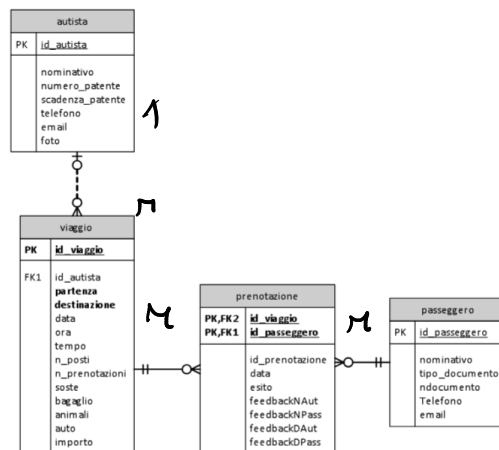 autista
PK id_autista
nominativo
numero_patente
scadenza_patente
telefono
email
foto
1
M
viaggio
PK id_viaggio
FK1 id_autista
partenza
destinazione
data
ora
tempo
n_posti
n_prenotazioni
soste
bagaglio
animali
auto
importo
M
prenotazione
PK,FK2 id_viaggio
PK,FK1 id_passeggero
id_prenotazione
data
esito
feedbackNAut
feedbackNPass
feedbackDAut
feedbackDPass
M
passeggero
PK id_passeggero
nominativo
tipo_documento
ndocumento
Telefono
email